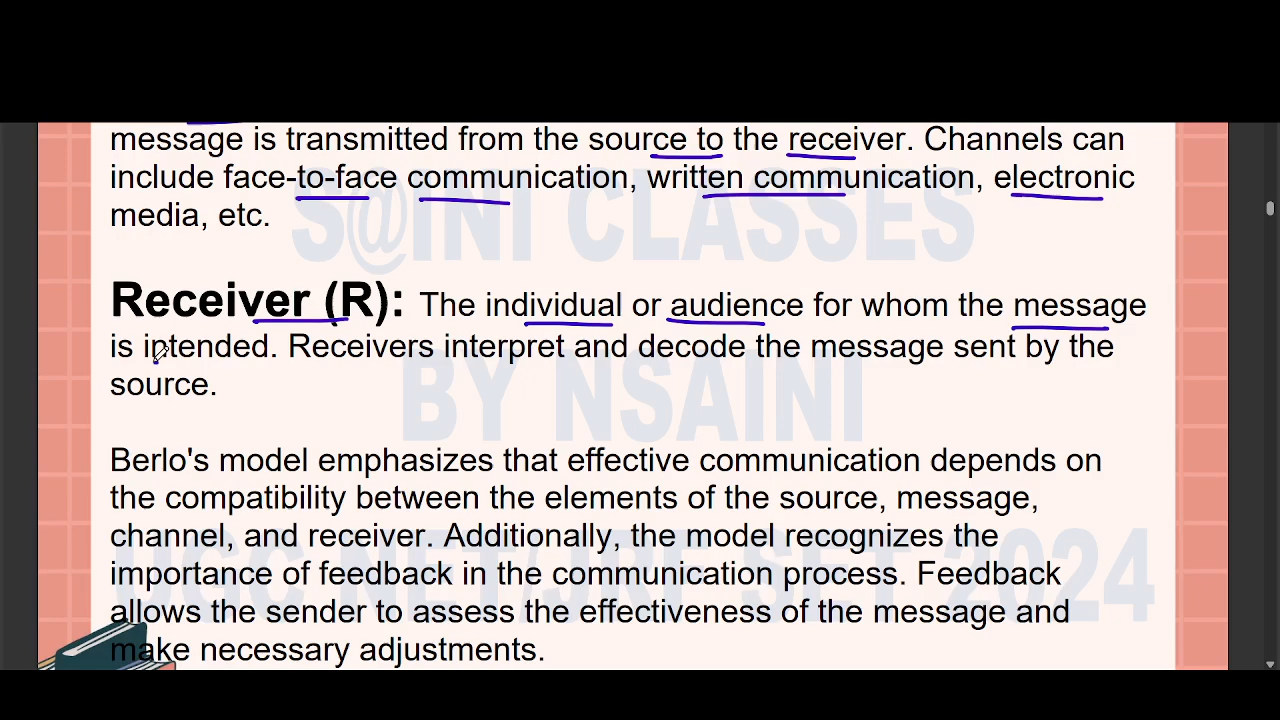 message is transmitted from the source to the receiver. Channels can
include face-to-face communication, written communication, electronic
media, etc.
Receiver (R): The individual or audience for whom the message
is intended. Receivers interpret and decode the message sent by the
source.
Berlo's model emphasizes that effective communication depends on
the compatibility between the elements of the source, message,
channel, and receiver. Additionally, the model recognizes the
importance of feedback in the communication process. Feedback
allows the sender to assess the effectiveness of the message and
make necessary adjustments.
S@INI CLASSES
BY NSAINI
UGC NET/JRF SET 2024